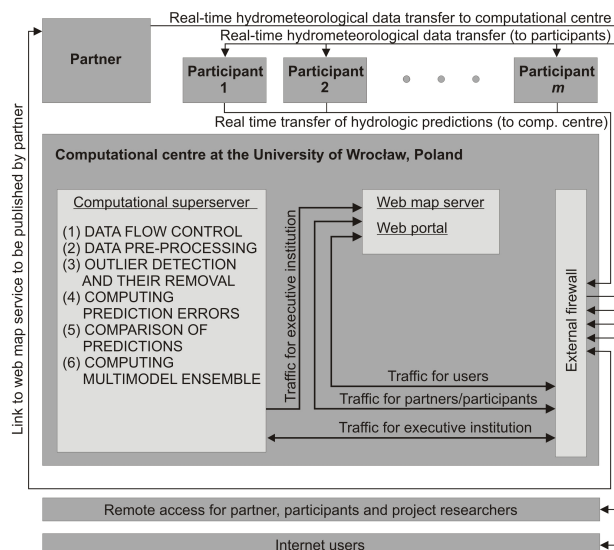 Real-time hydrometeorological data transfer to computational centre
Real-time hydrometeorological data transfer (to participants)
Partner
Participant
1
Participant
2
Participant
m
Real time transfer of hydrologic predictions (to comp. centre)
Link to web map service to be published by partner
Computational centre at the University of Wrocław, Poland
Computational superserver
(1) DATA FLOW CONTROL
(2) DATA PRE-PROCESSING
(3) OUTLIER DETECTION
AND THEIR REMOVAL
(4) COMPUTING
PREDICTION ERRORS
(5) COMPARISON OF
PREDICTIONS
(6) COMPUTING
MULTIMODEL ENSEMBLE
Traffic for executive institution
Web map server
Web portal
External firewall
Traffic for users
Traffic for partners/participants
Traffic for executive institution
Remote access for partner, participants and project researchers
Internet users